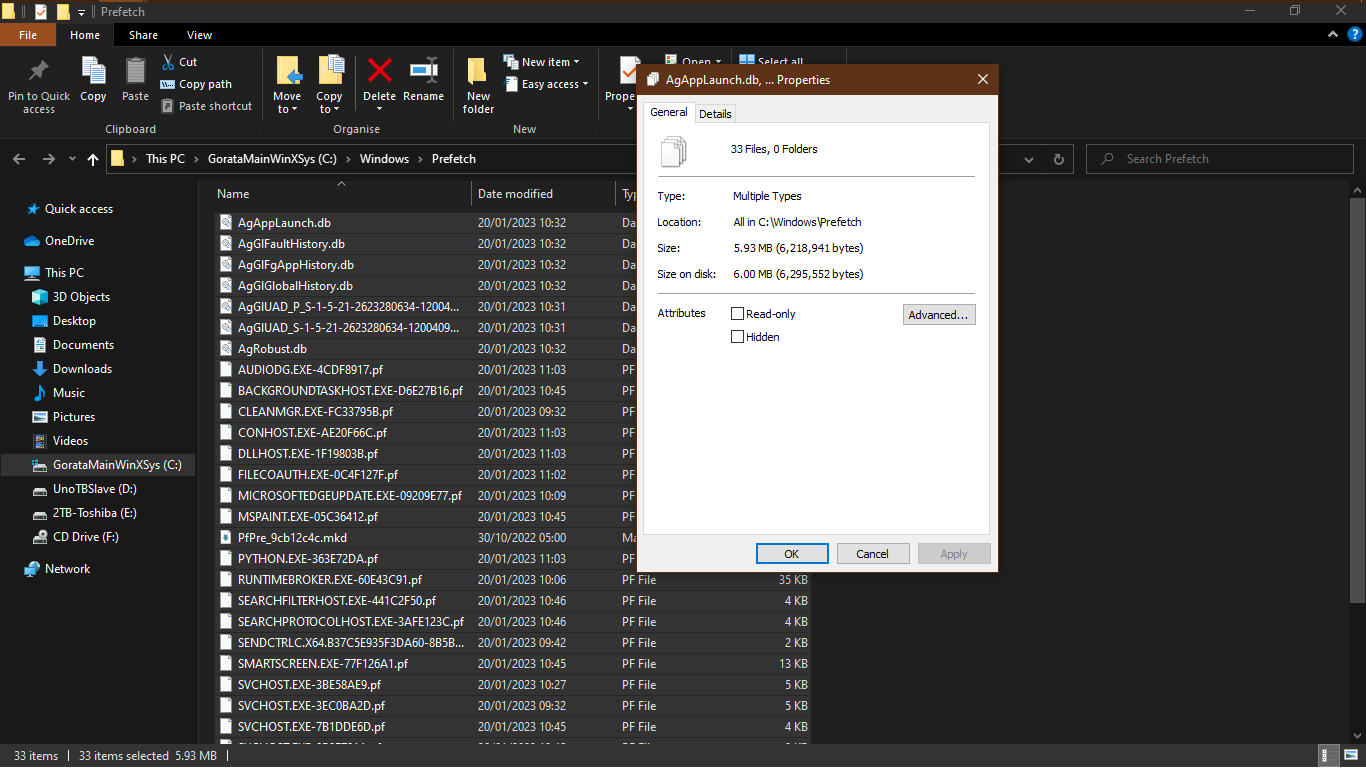 Prefetch
File Home Share View
Pin to Quick access
Copy
Paste
Cut
Copy path
Paste shortcut
Clipboard
Move to
Copy to
Delete
Rename
Organise
New folder
New item
Easy access
New
Open
Select all
This PC > GorataMainWinXSys (C:) > Windows > Prefetch
Search Prefetch
Quick access
OneDrive
This PC
3D Objects
Desktop
Documents
Downloads
Music
Pictures
Videos
GorataMainWinXSys (C:)
UnoTBSlave (D:)
2TB-Toshiba (E:)
CD Drive (F:)
Network
Name Date modified
AgAppLaunch.db 20/01/2023 10:32 Da
AgGlFaultHistory.db 20/01/2023 10:32 Da
AgGlFgAppHistory.db 20/01/2023 10:32 Da
AgGlGlobalHistory.db 20/01/2023 10:32 Da
AgGlUAD_P_S-1-5-21-2623280634-12004... 20/01/2023 10:31 Da
AgGlUAD_S-1-5-21-2623280634-1200409... 20/01/2023 10:31 Da
AgRobust.db 20/01/2023 10:32 Da
AUDIODG.EXE-4CDF8917.pf 20/01/2023 11:03 PF
BACKGROUNDTASKHOST.EXE-D6E27B16.pf 20/01/2023 10:45 PF
CLEANMGR.EXE-FC33795B.pf 20/01/2023 09:32 PF
CONHOST.EXE-AE20F66C.pf 20/01/2023 11:03 PF
DLLHOST.EXE-1F19803B.pf 20/01/2023 11:03 PF
FILECOAUTH.EXE-0C4F127F.pf 20/01/2023 11:02 PF
MICROSOFTEDGEUPDATE.EXE-09209E77.pf 20/01/2023 10:09 PF
MSPAINT.EXE-05C36412.pf 20/01/2023 10:45 PF
PfPre_9cb12c4c.mkd 30/10/2022 05:00 Ma
PYTHON.EXE-363E72DA.pf 20/01/2023 11:03 PF
RUNTIMEBROKER.EXE-60E43C91.pf 20/01/2023 10:06 PF File 35 KB
SEARCHFILTERHOST.EXE-441C2F50.pf 20/01/2023 10:46 PF File 4 KB
SEARCHPROTOCOLHOST.EXE-3AFE123C.pf 20/01/2023 10:46 PF File 4 KB
SENDCTRLC.X64.B37C5E935F3DA60-8B5B... 20/01/2023 09:42 PF File 2 KB
SMARTSCREEN.EXE-77F126A1.pf 20/01/2023 10:45 PF File 13 KB
SVCHOST.EXE-3BE58AE9.pf 20/01/2023 10:27 PF File 5 KB
SVCHOST.EXE-3EC0BA2D.pf 20/01/2023 09:32 PF File 5 KB
SVCHOST.EXE-7B1DDE6D.pf 20/01/2023 10:45 PF File 4 KB
AgAppLaunch.db, ... Properties
General Details
33 Files, 0 Folders
Type: Multiple Types
Location: All in C:\Windows\Prefetch
Size: 5.93 MB (6,218,941 bytes)
Size on disk: 6.00 MB (6,295,552 bytes)
Attributes Read-only Advanced...
Hidden
OK Cancel Apply
33 items 33 items selected 5.93 MB